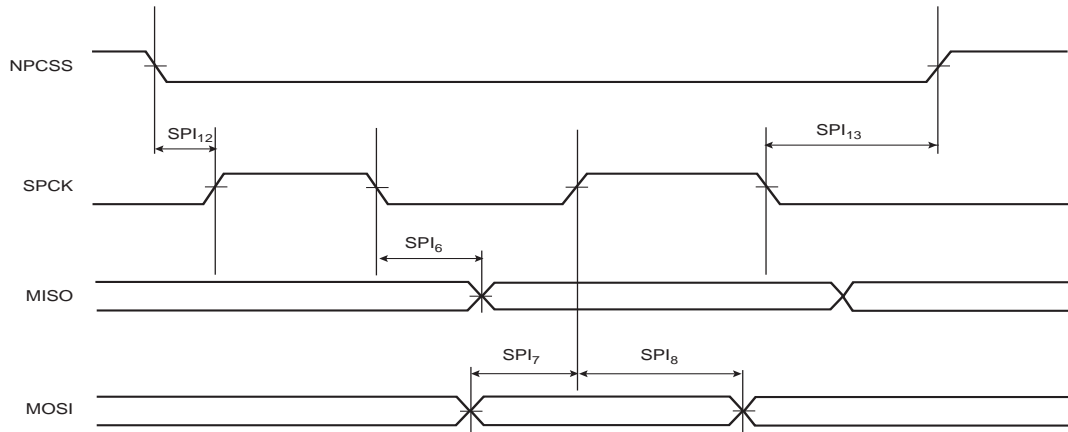 NPCSS
SPI₁₂
SPI₁₃
SPCK
SPI₆
MISO
SPI₇
SPI₈
MOSI